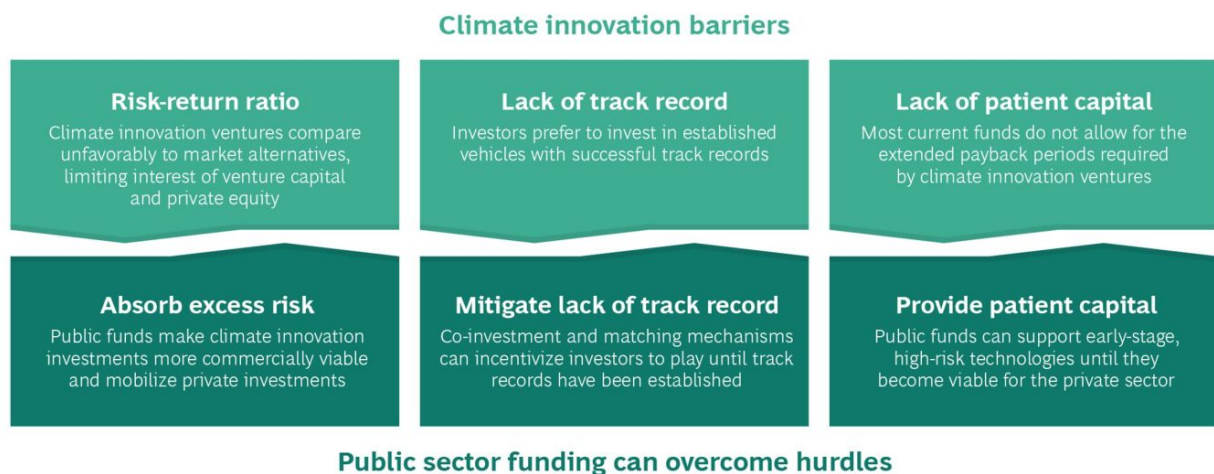 Climate innovation barriers
Risk-return ratio
Climate innovation ventures compare
unfavorably to market alternatives,
limiting interest of venture capital
and private equity
Lack of track record
Investors prefer to invest in established
vehicles with successful track records
Lack of patient capital
Most current funds do not allow for the
extended payback periods required
by climate innovation ventures
Absorb excess risk
Public funds make climate innovation
investments more commercially viable
and mobilize private investments
Mitigate lack of track record
Co-investment and matching mechanisms
can incentivize investors to play until track
records have been established
Provide patient capital
Public funds can support early-stage,
high-risk technologies until they
become viable for the private sector
Public sector funding can overcome hurdles